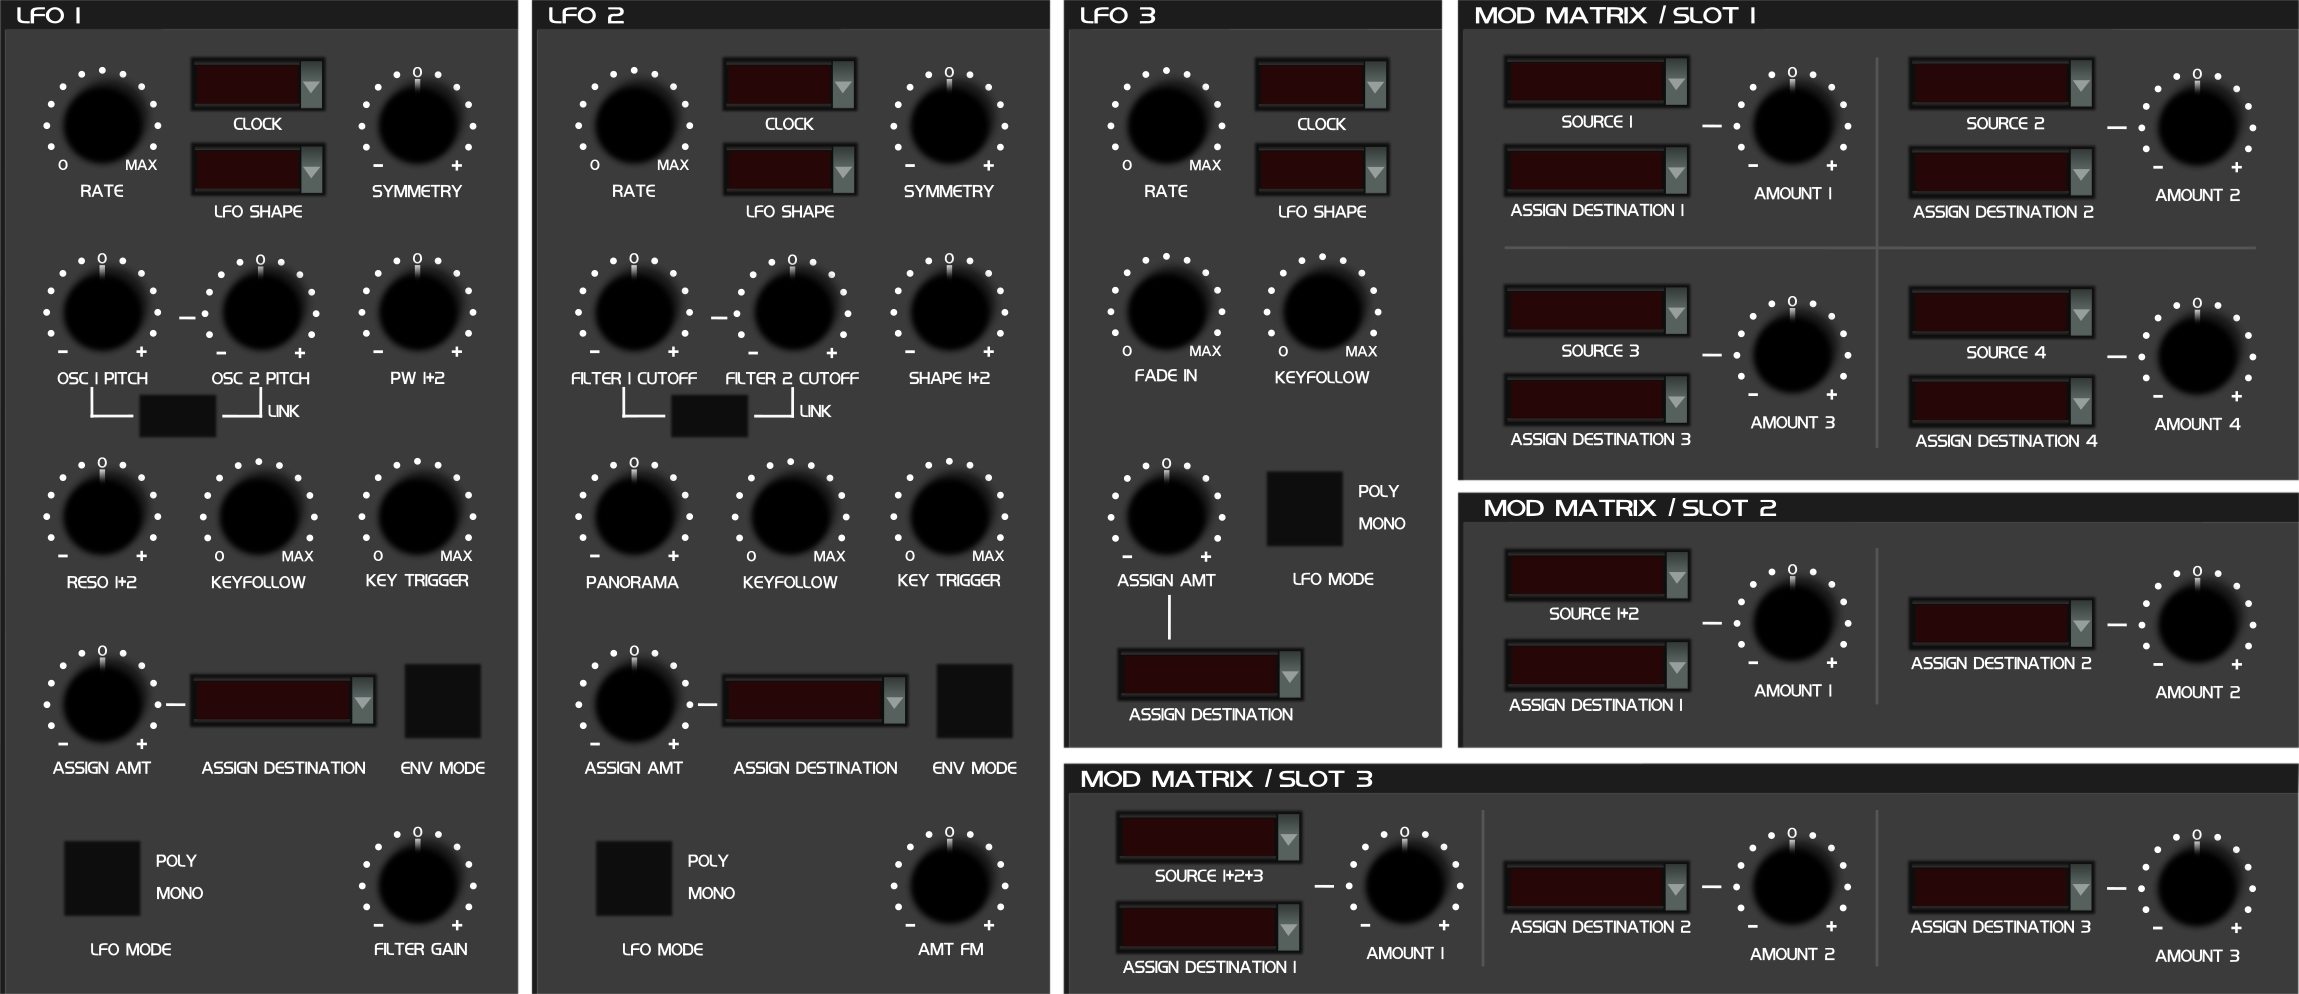 LFO 1
0 MAX
RATE
CLOCK
LFO SHAPE
0
- +
SYMMETRY
0
- +
OSC 1 PITCH
0
- +
OSC 2 PITCH
0
- +
PW 1+2
LINK
0
- +
RESO 1+2
0 MAX
KEYFOLLOW
0 MAX
KEY TRIGGER
0
- +
ASSIGN AMT
ASSIGN DESTINATION
ENV MODE
POLY
MONO
LFO MODE
0
- +
FILTER GAIN
LFO 2
0 MAX
RATE
CLOCK
LFO SHAPE
0
- +
SYMMETRY
0
- +
FILTER 1 CUTOFF
0
- +
FILTER 2 CUTOFF
0
- +
SHAPE 1+2
LINK
0
- +
PANORAMA
0 MAX
KEYFOLLOW
0 MAX
KEY TRIGGER
0
- +
ASSIGN AMT
ASSIGN DESTINATION
ENV MODE
POLY
MONO
LFO MODE
0
- +
AMT FM
LFO 3
0 MAX
RATE
CLOCK
LFO SHAPE
0 MAX
FADE IN
0 MAX
KEYFOLLOW
0
- +
ASSIGN AMT
POLY
MONO
LFO MODE
ASSIGN DESTINATION
MOD MATRIX / SLOT 1
SOURCE 1
ASSIGN DESTINATION 1
0
- +
AMOUNT 1
SOURCE 2
ASSIGN DESTINATION 2
0
- +
AMOUNT 2
SOURCE 3
ASSIGN DESTINATION 3
0
- +
AMOUNT 3
SOURCE 4
ASSIGN DESTINATION 4
0
- +
AMOUNT 4
MOD MATRIX / SLOT 2
SOURCE 1+2
ASSIGN DESTINATION 1
0
- +
AMOUNT 1
ASSIGN DESTINATION 2
0
- +
AMOUNT 2
MOD MATRIX / SLOT 3
SOURCE 1+2+3
ASSIGN DESTINATION 1
0
- +
AMOUNT 1
ASSIGN DESTINATION 2
0
- +
AMOUNT 2
ASSIGN DESTINATION 3
0
- +
AMOUNT 3